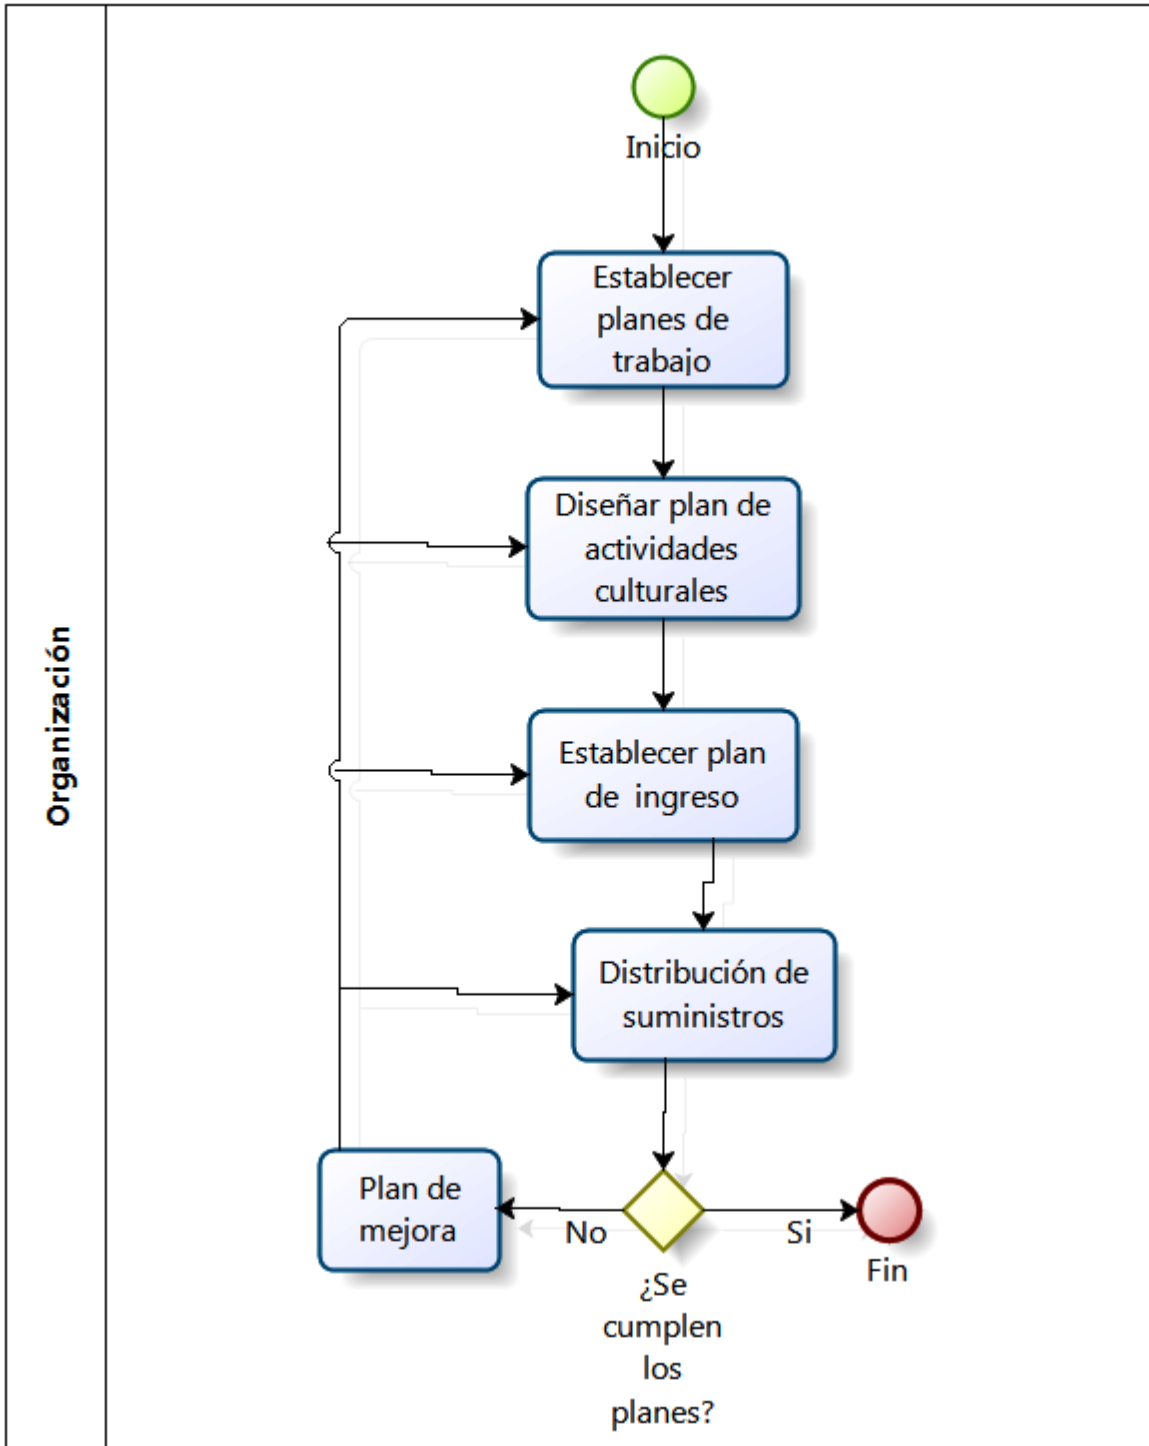 Organización
Inicio
Establecer
planes de
trabajo
Diseñar plan de
actividades
culturales
Establecer plan
de ingreso
Distribución de
suministros
Plan de
mejora
No
Si
Fin
¿Se
cumplen
los
planes?